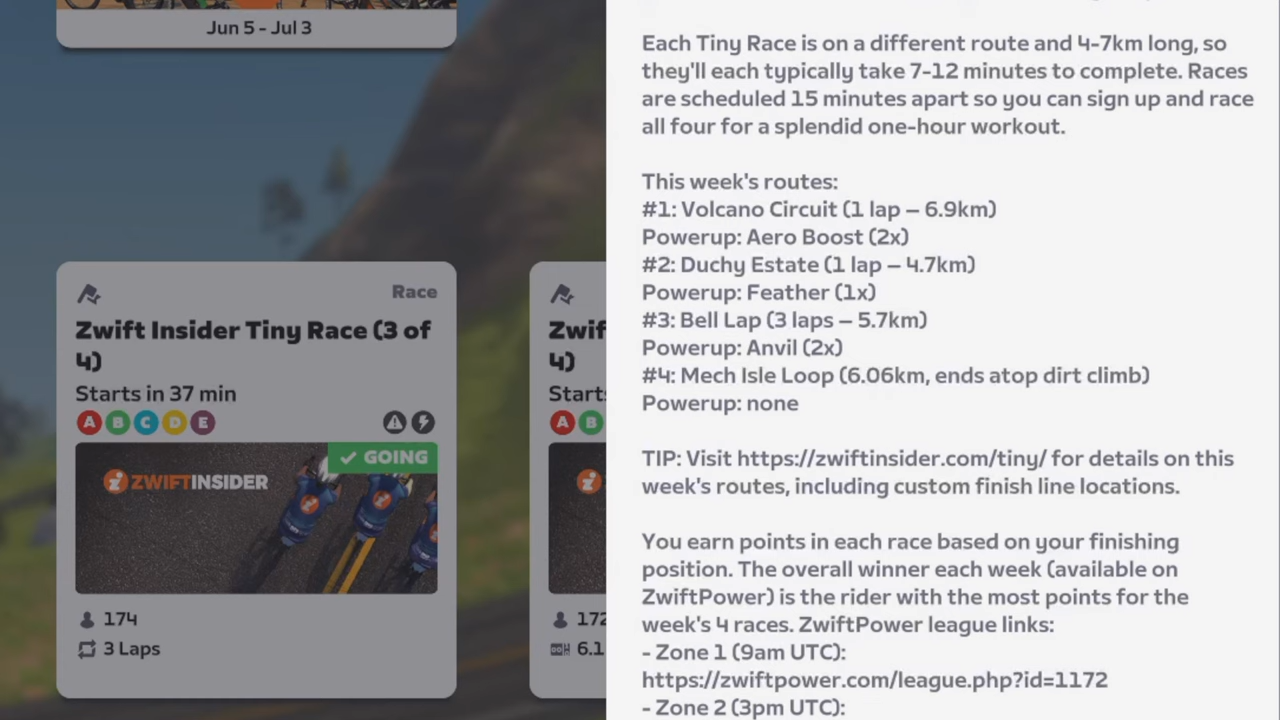 Jun 5 - Jul 3
Race
Zwift Insider Tiny Race (3 of
4)
Starts in 37 min
A B C D E
GOING
ZWIFTINSIDER
174
3 Laps
Zwif
4)
Start
A B
172
6.1
Each Tiny Race is on a different route and 4-7km long, so
they'll each typically take 7-12 minutes to complete. Races
are scheduled 15 minutes apart so you can sign up and race
all four for a splendid one-hour workout.
This week's routes:
#1: Volcano Circuit (1 lap – 6.9km)
Powerup: Aero Boost (2x)
#2: Duchy Estate (1 lap – 4.7km)
Powerup: Feather (1x)
#3: Bell Lap (3 laps – 5.7km)
Powerup: Anvil (2x)
#4: Mech Isle Loop (6.06km, ends atop dirt climb)
Powerup: none
TIP: Visit https://zwiftinsider.com/tiny/ for details on this
week's routes, including custom finish line locations.
You earn points in each race based on your finishing
position. The overall winner each week (available on
ZwiftPower) is the rider with the most points for the
week's 4 races. ZwiftPower league links:
- Zone 1 (9am UTC):
https://zwiftpower.com/league.php?id=1172
- Zone 2 (3pm UTC):